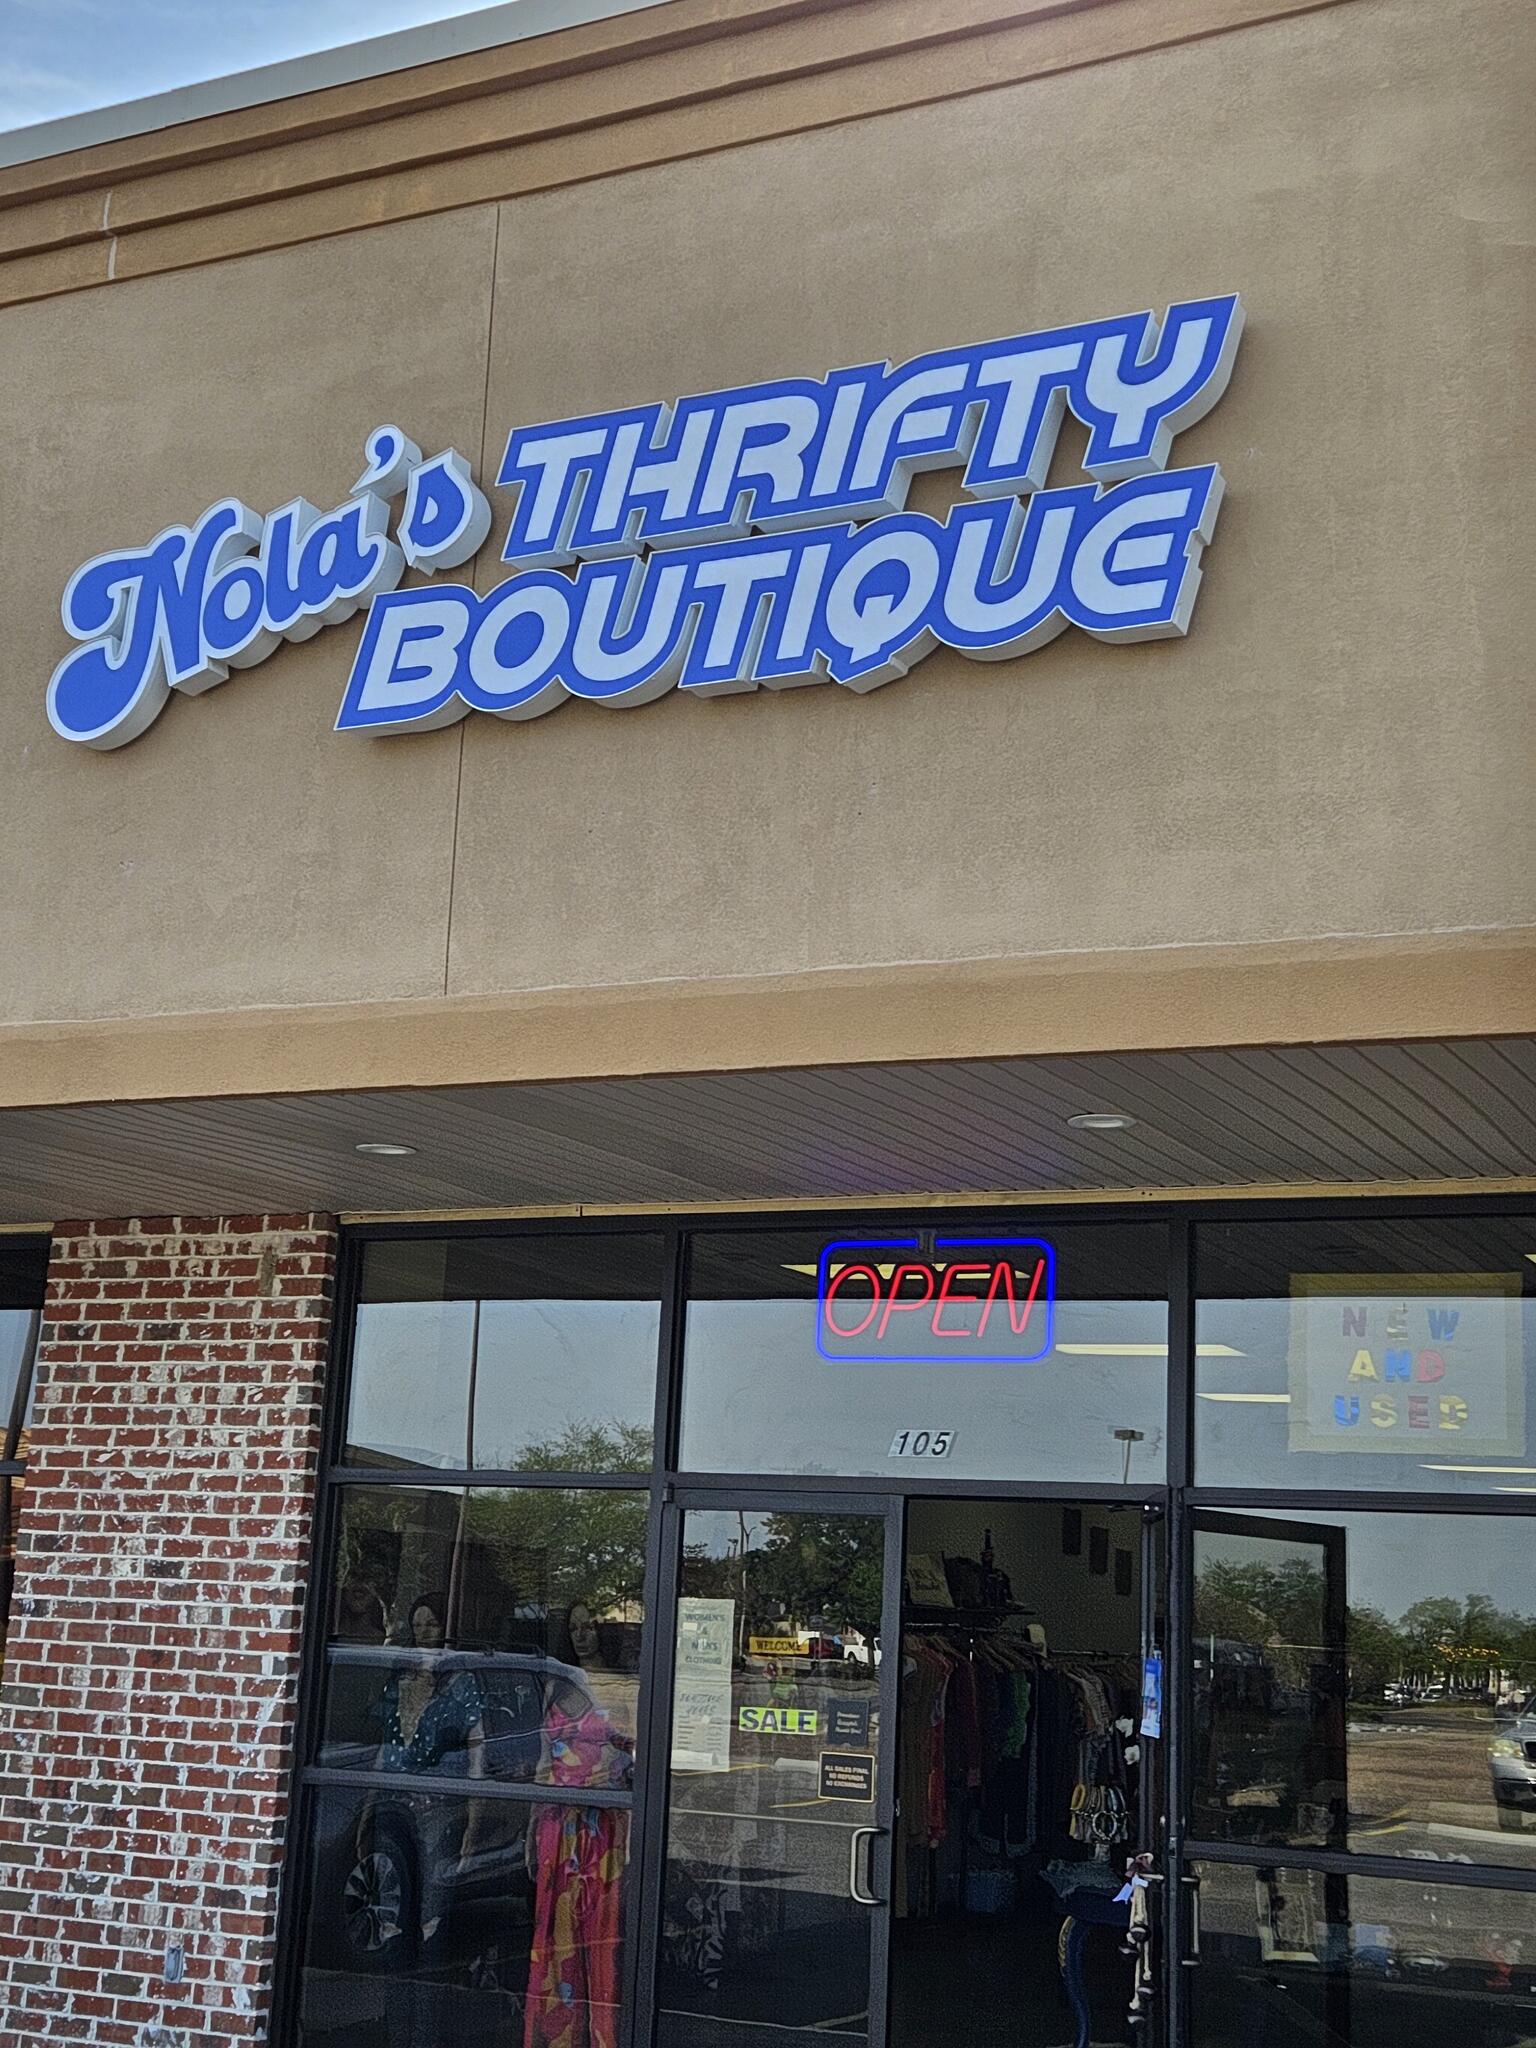 Nola's THRIFTY
BOUTIQUE
OPEN
NEW
AND
USED
105
WOMEN'S
&
MEN'S
CLOTHING
WELCOME
SALE
ALL SALES FINAL
NO REFUNDS
NO EXCHANGES